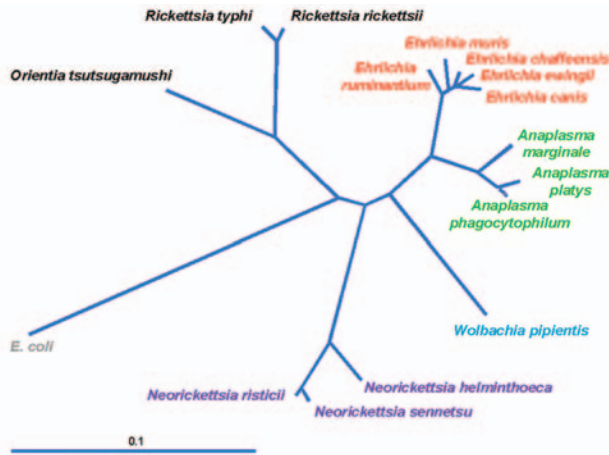 Rickettsia typhi
Rickettsia rickettsii
Orientia tsutsugamushi
Ehrlichia muris
Ehrlichia chaffeensis
Ehrlichia
ruminantium
Ehrlichia ewingii
Ehrlichia canis
Anaplasma
marginale
Anaplasma
platys
Anaplasma
phagocytophilum
Wolbachia pipientis
E. coli
Neorickettsia helminthoeca
Neorickettsia risticii
Neorickettsia sennetsu
0.1